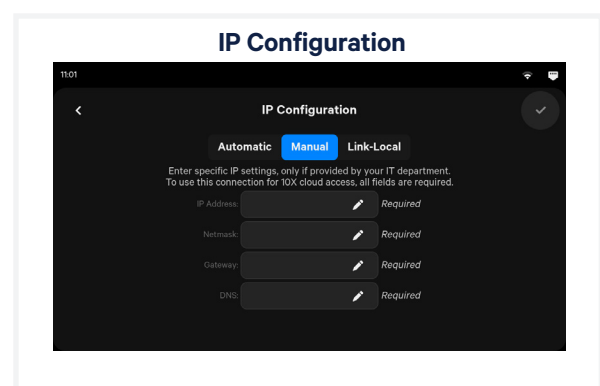 IP Configuration
11:01
IP Configuration
Automatic Manual Link-Local
Enter specific IP settings, only if provided by your IT department.
To use this connection for 10X cloud access, all fields are required.
IP Address: Required
Netmask: Required
Gateway: Required
DNS: Required